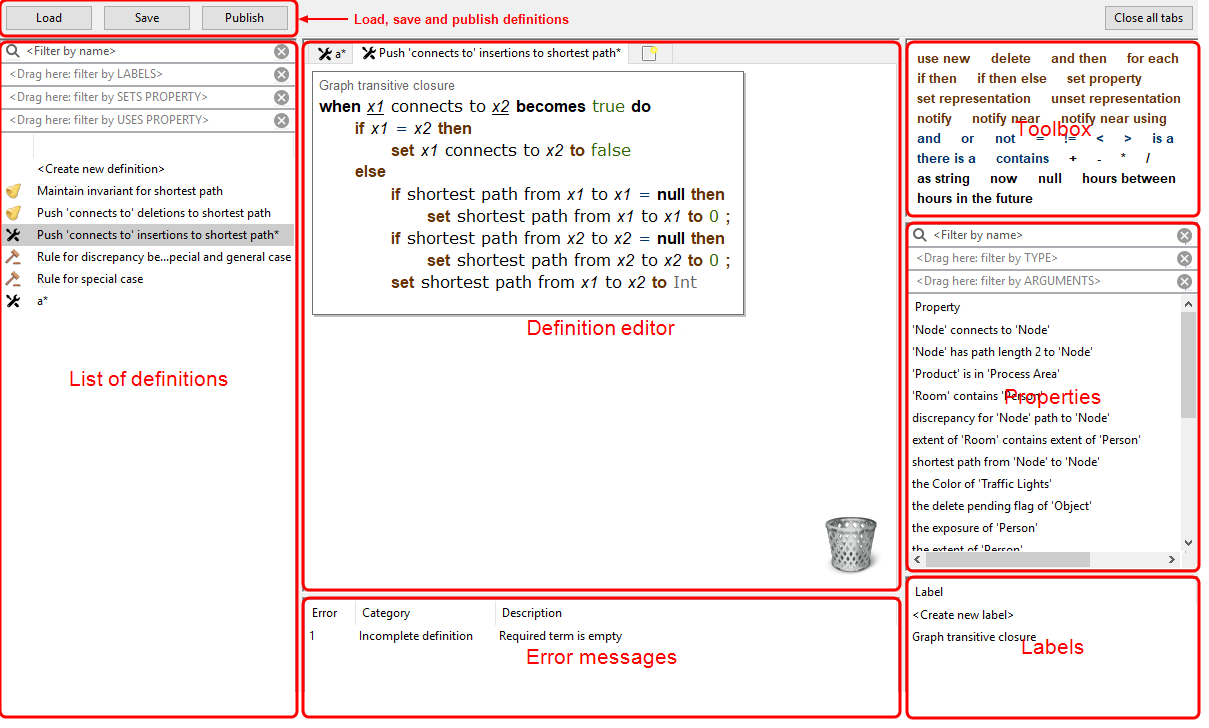 Load Save Publish Load, save and publish definitions Close all tabs
<Filter by name>
<Drag here: filter by LABELS>
<Drag here: filter by SETS PROPERTY>
<Drag here: filter by USES PROPERTY>
<Create new definition>
Maintain invariant for shortest path
Push 'connects to' deletions to shortest path
Push 'connects to' insertions to shortest path*
Rule for discrepancy be...pecial and general case
Rule for special case
a*
List of definitions
a* Push 'connects to' insertions to shortest path*
Graph transitive closure
when x1 connects to x2 becomes true do
if x1 = x2 then
set x1 connects to x2 to false
else
if shortest path from x1 to x1 = null then
set shortest path from x1 to x1 to 0 ;
if shortest path from x2 to x2 = null then
set shortest path from x2 to x2 to 0 ;
set shortest path from x1 to x2 to Int
Definition editor
Error Category Description
1 Incomplete definition Required term is empty
Error messages
use new delete and then for each
if then if then else set property
set representation unset representation
notify notify near notify near using
and or not = != < > is a
there is a contains + - * /
as string now null hours between
hours in the future
Toolbox
<Filter by name>
<Drag here: filter by TYPE>
<Drag here: filter by ARGUMENTS>
Property
'Node' connects to 'Node'
'Node' has path length 2 to 'Node'
'Product' is in 'Process Area'
'Room' contains 'Person'
discrepancy for 'Node' path to 'Node'
extent of 'Room' contains extent of 'Person'
shortest path from 'Node' to 'Node'
the Color of 'Traffic Lights'
the delete pending flag of 'Object'
the exposure of 'Person'
the extent of 'Person'
Properties
Label
<Create new label>
Graph transitive closure
Labels